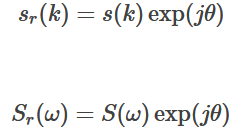 s_r(k) = s(k) exp(jθ)
S_r(ω) = S(ω) exp(jθ)